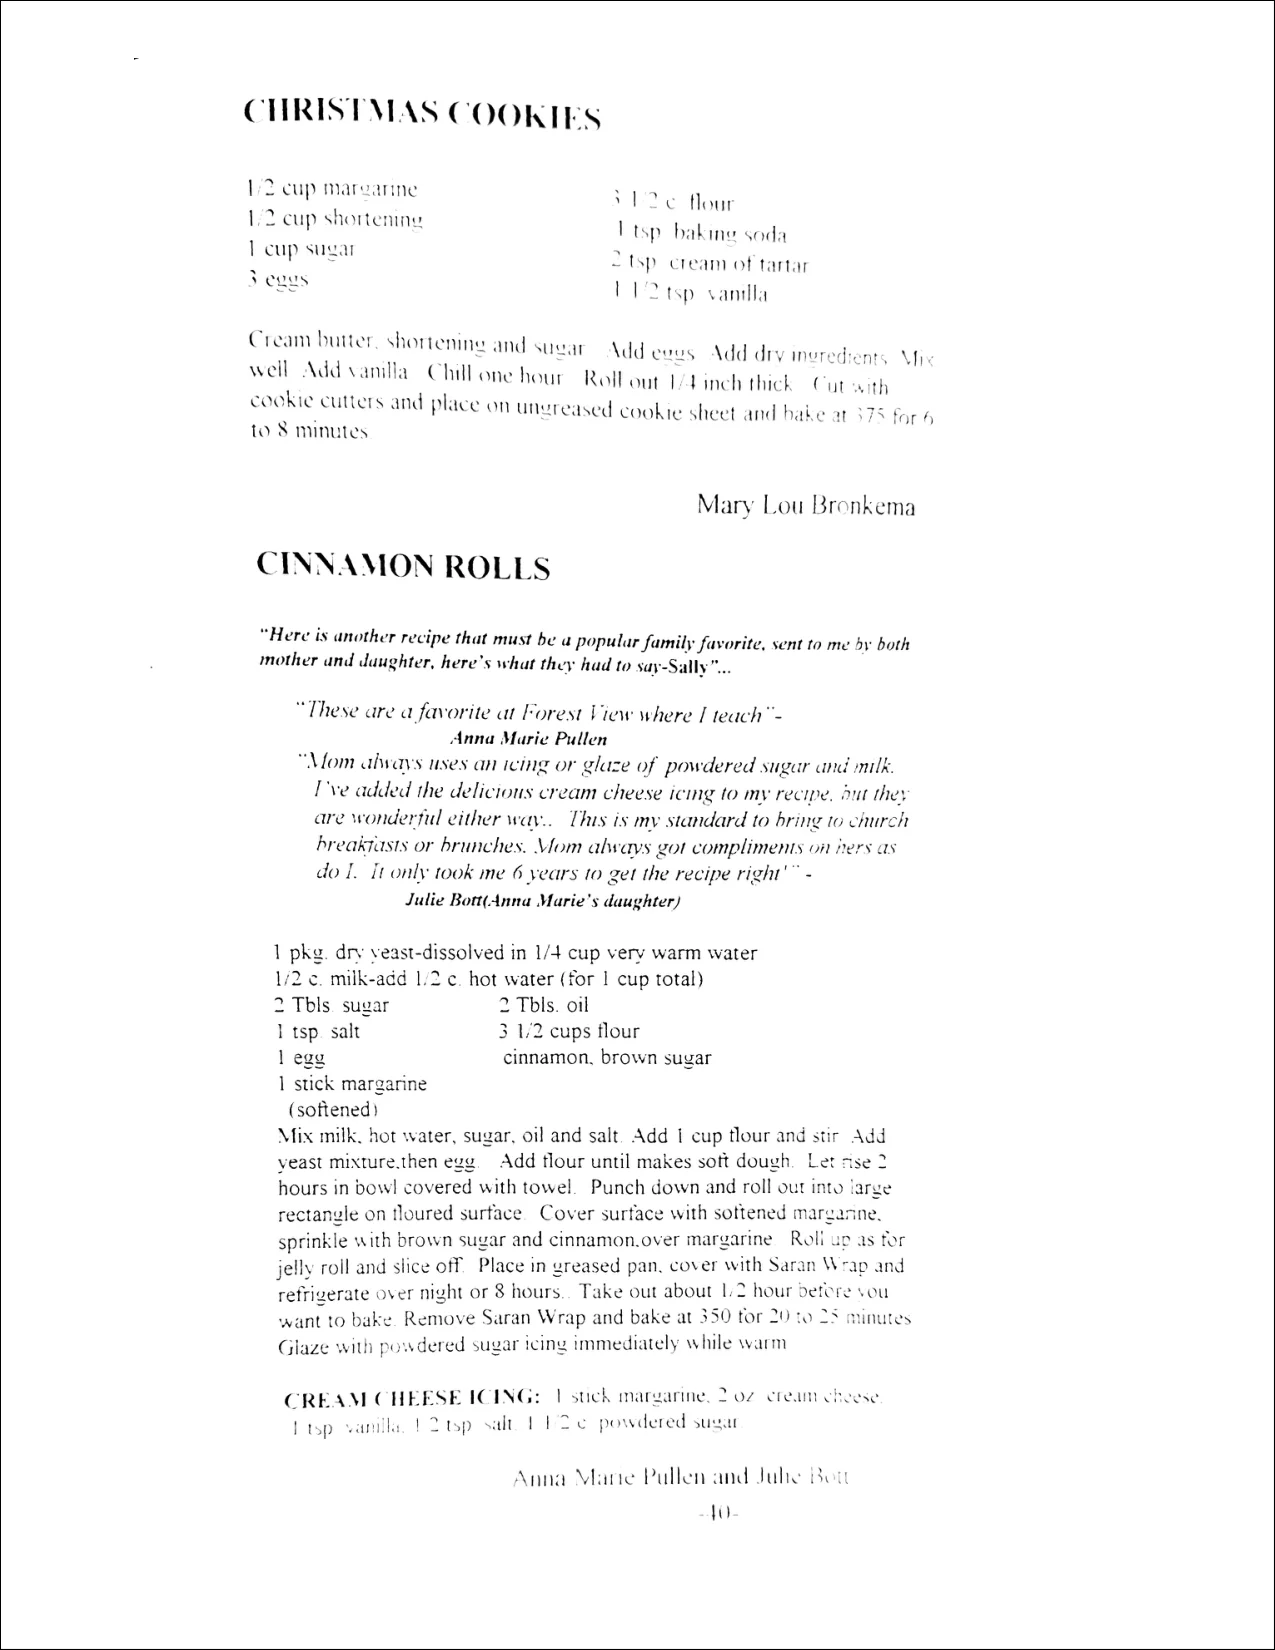 CHRISTMAS COOKIES
1/2 cup margarine
1/2 cup shortening
1 cup sugar
3 eggs
3 1/2 c. flour
1 tsp. baking soda
2 tsp. cream of tartar
1 1/2 tsp. vanilla
Cream butter, shortening and sugar. Add eggs. Add dry ingredients. Mix
well. Add vanilla. Chill one hour. Roll out 1/4 inch thick. Cut with
cookie cutters and place on ungreased cookie sheet and bake at 375 for 6
to 8 minutes.
Mary Lou Bronkema
CINNAMON ROLLS
"Here is another recipe that must be a popular family favorite, sent to me by both
mother and daughter, here's what they had to say-Sally"...
"These are a favorite at Forest View where I teach"-
Anna Marie Pullen
"Mom always uses an icing or glaze of powdered sugar and milk.
I've added the delicious cream cheese icing to my recipe, but they
are wonderful either way.. This is my standard to bring to church
breakfasts or brunches. Mom always got compliments on hers as
do I. It only took me 6 years to get the recipe right!" -
Julie Bott(Anna Marie's daughter)
1 pkg. dry yeast-dissolved in 1/4 cup very warm water
1/2 c. milk-add 1/2 c. hot water (for 1 cup total)
2 Tbls. sugar 2 Tbls. oil
1 tsp. salt 3 1/2 cups flour
1 egg cinnamon, brown sugar
1 stick margarine
(softened)
Mix milk, hot water, sugar, oil and salt. Add 1 cup flour and stir. Add
yeast mixture,then egg. Add flour until makes soft dough. Let rise 2
hours in bowl covered with towel. Punch down and roll out into large
rectangle on floured surface. Cover surface with softened margarine,
sprinkle with brown sugar and cinnamon,over margarine. Roll up as for
jelly roll and slice off. Place in greased pan, cover with Saran Wrap and
refrigerate over night or 8 hours.. Take out about 1/2 hour before you
want to bake. Remove Saran Wrap and bake at 350 for 20 to 25 minutes.
Glaze with powdered sugar icing immediately while warm.
CREAM CHEESE ICING: 1 stick margarine, 2 oz. cream cheese,
1 tsp. vanilla, 1/2 tsp. salt, 1 1/2 c. powdered sugar
Anna Marie Pullen and Julie Bott
-40-